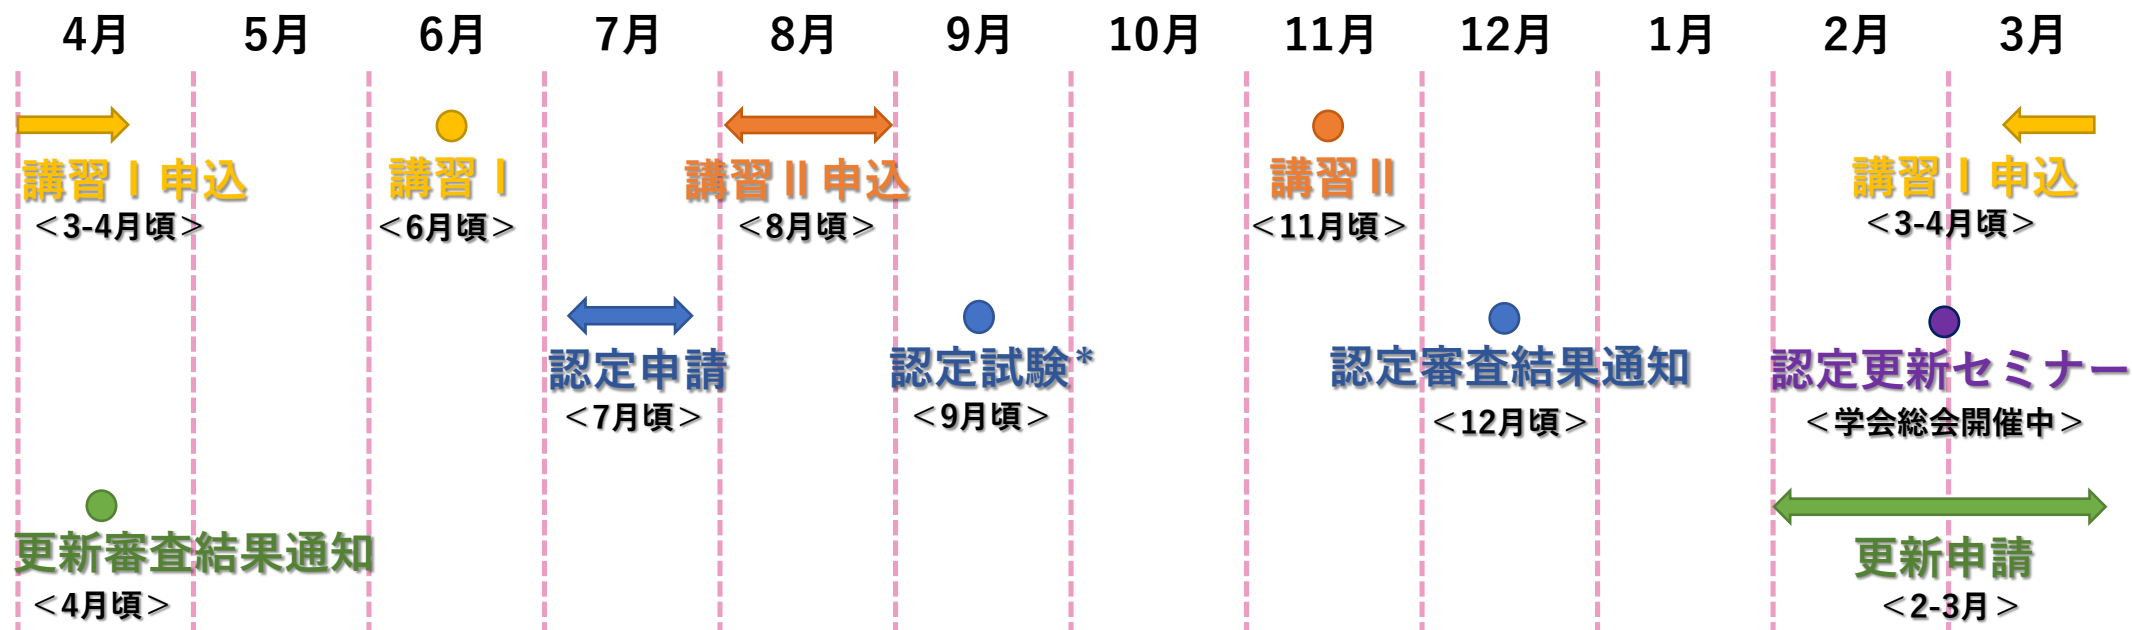 4月 5月 6月 7月 8月 9月 10月 11月 12月 1月 2月 3月
講習Ⅰ申込 講習Ⅰ 講習Ⅱ申込 講習Ⅱ 講習Ⅰ申込
＜3-4月頃＞ ＜6月頃＞ ＜8月頃＞ ＜11月頃＞ ＜3-4月頃＞
認定申請 認定試験* 認定審査結果通知 認定更新セミナー
＜7月頃＞ ＜9月頃＞ ＜12月頃＞ ＜学会総会開催中＞
更新審査結果通知 更新申請
＜4月頃＞ ＜2-3月＞